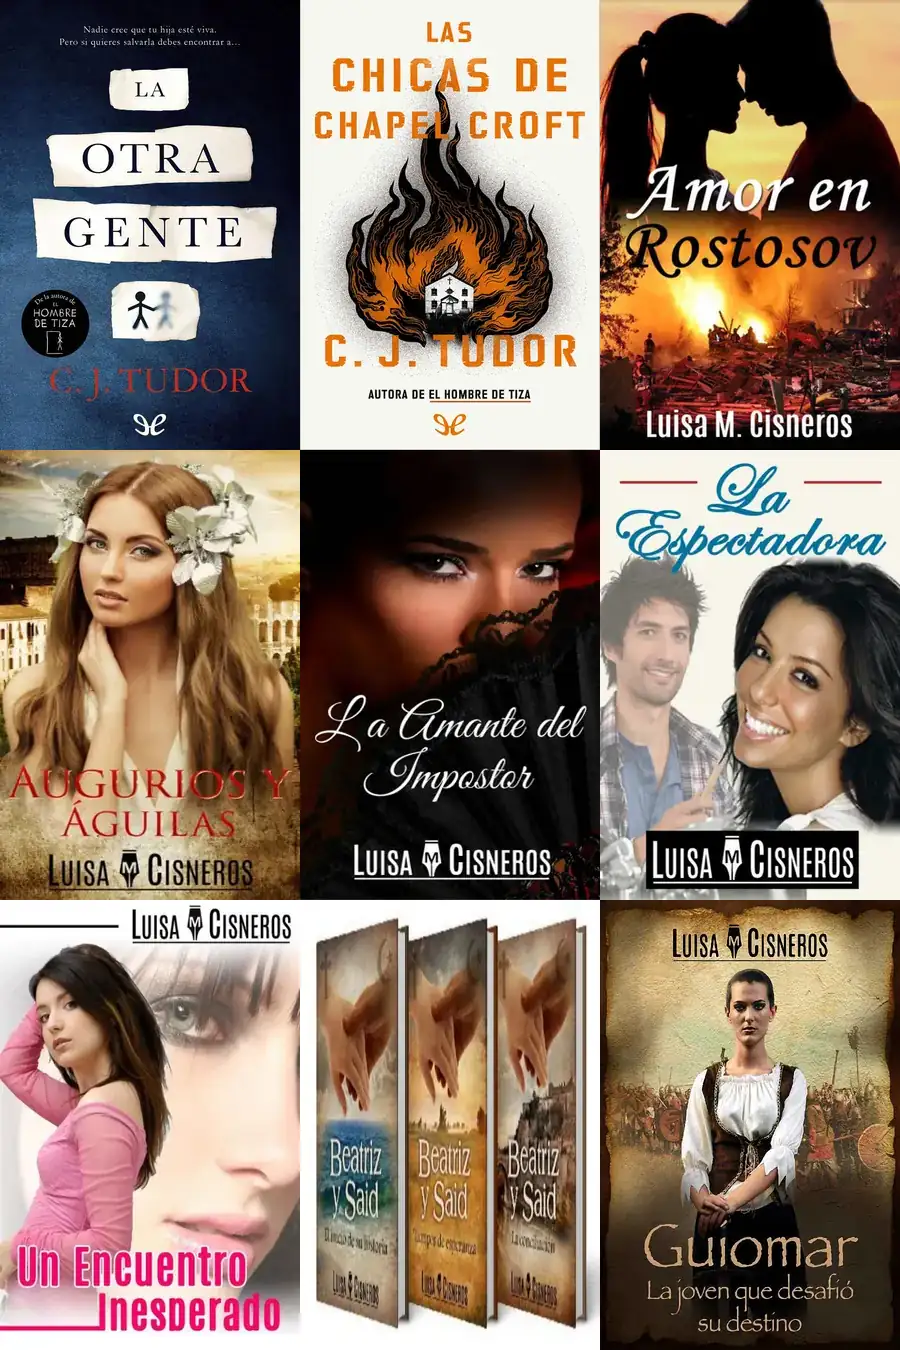 Nadie cree que tu hija esté viva.
Pero si quieres salvarla debes encontrar a...
LA
OTRA
GENTE
De la autora de
EL
HOMBRE
DE TIZA
C. J. TUDOR
LAS
CHICAS DE
CHAPEL CROFT
C. J. TUDOR
AUTORA DE EL HOMBRE DE TIZA
Amor en
Rostosov
Luisa M. Cisneros
AUGURIOS Y
ÁGUILAS
LUISA M CISNEROS
La Amante del
Impostor
LUISA M CISNEROS
La
Espectadora
LUISA M CISNEROS
LUISA M CISNEROS
Un Encuentro
Inesperado
Beatriz
y Said
El inicio de su historia
LUISA M CISNEROS
Beatriz
y Said
Tiempos de esperanza
LUISA M CISNEROS
Beatriz
y Said
La conclusión
LUISA M CISNEROS
LUISA M CISNEROS
Guiomar
La joven que desafió
su destino